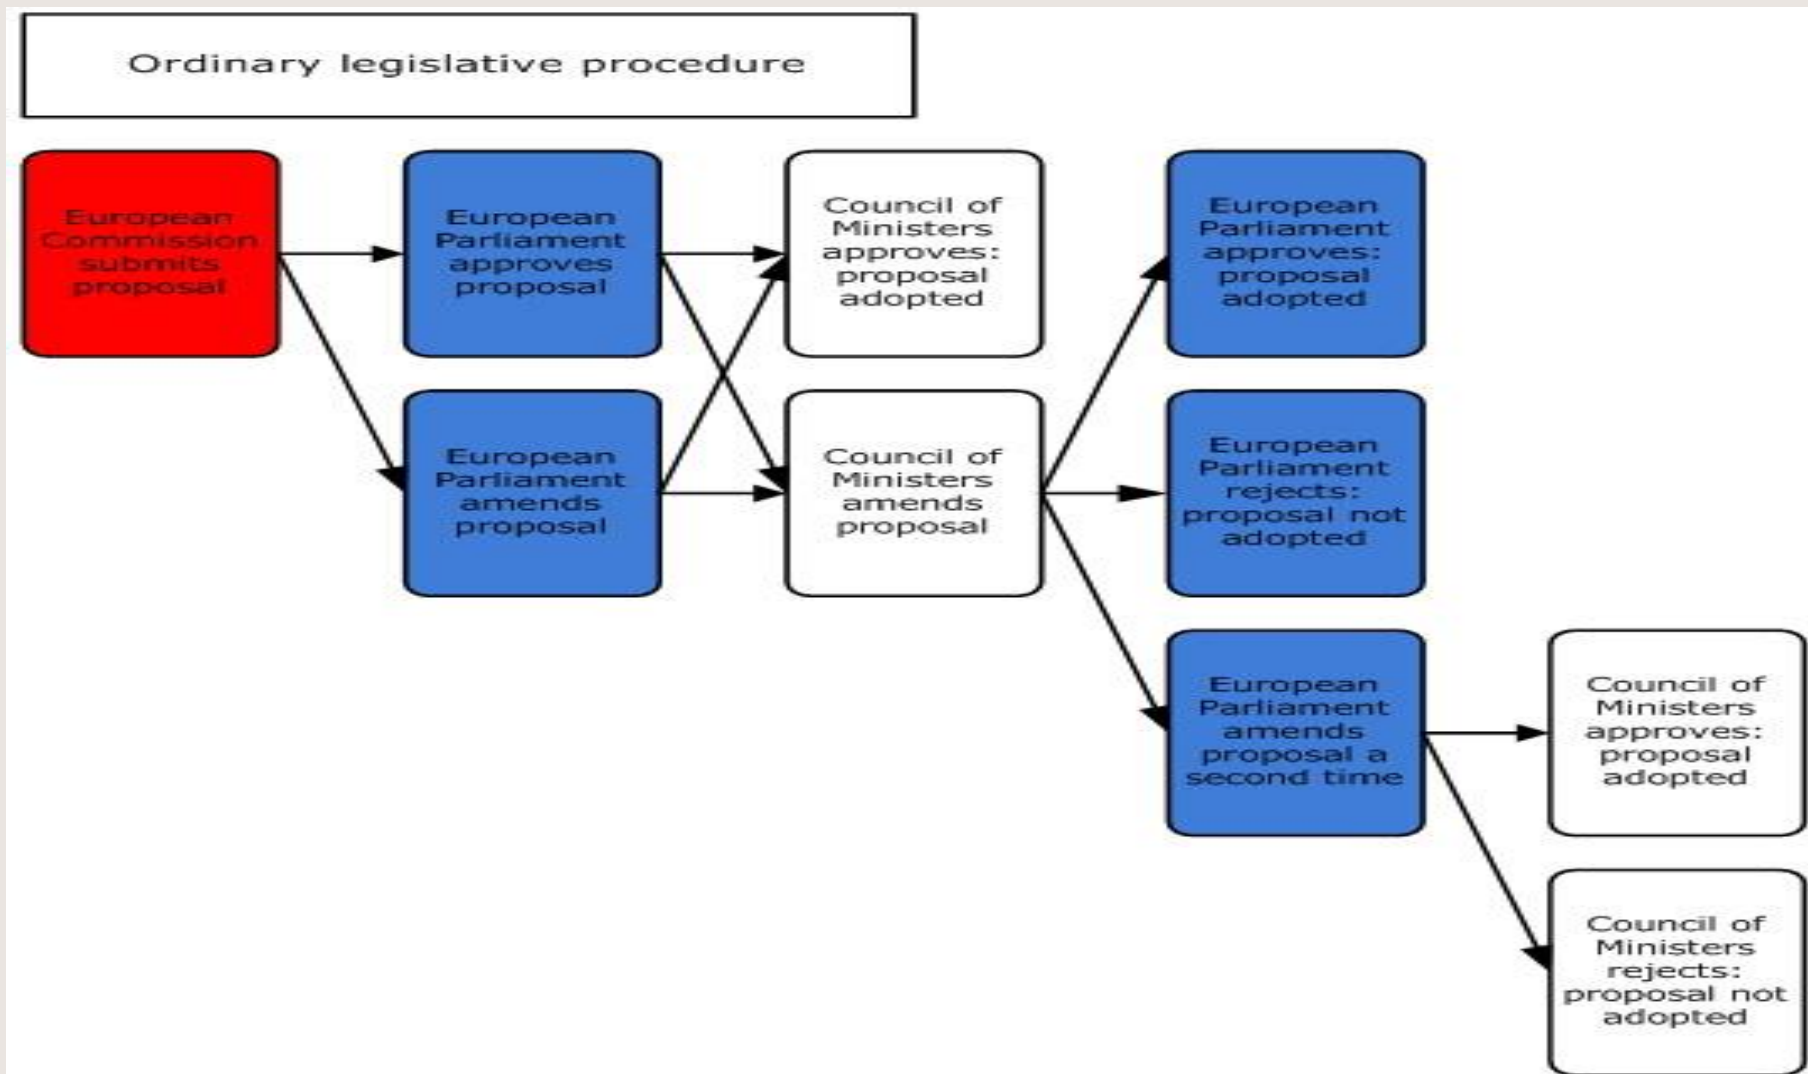 Ordinary legislative procedure
European
Commission
submits
proposal
European
Parliament
approves
proposal
Council of
Ministers
approves:
proposal
adopted
European
Parliament
approves:
proposal
adopted
European
Parliament
amends
proposal
Council of
Ministers
amends
proposal
European
Parliament
rejects:
proposal not
adopted
European
Parliament
amends
proposal a
second time
Council of
Ministers
approves:
proposal
adopted
Council of
Ministers
rejects:
proposal not
adopted